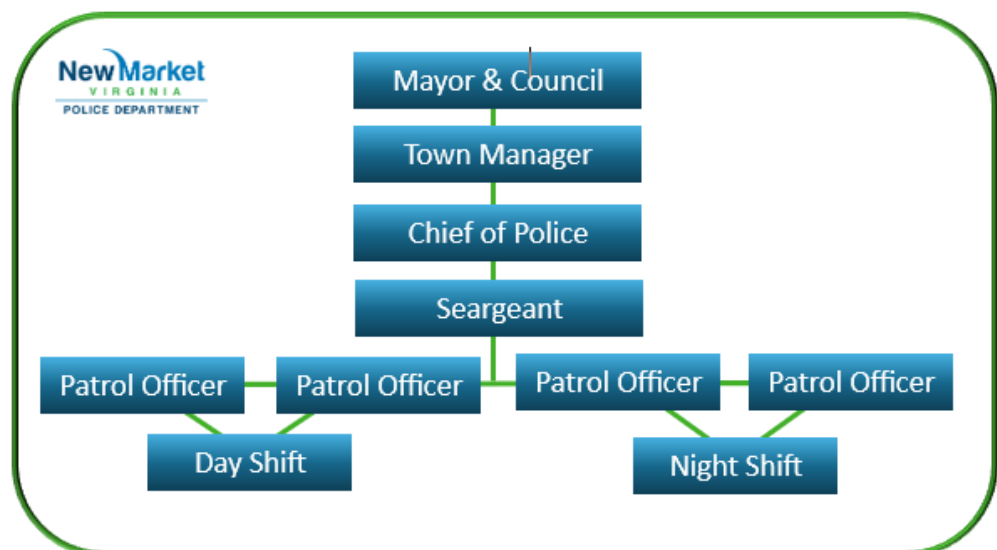 New Market
VIRGINIA
POLICE DEPARTMENT
Mayor & Council
Town Manager
Chief of Police
Seargeant
Patrol Officer
Patrol Officer
Patrol Officer
Patrol Officer
Day Shift
Night Shift